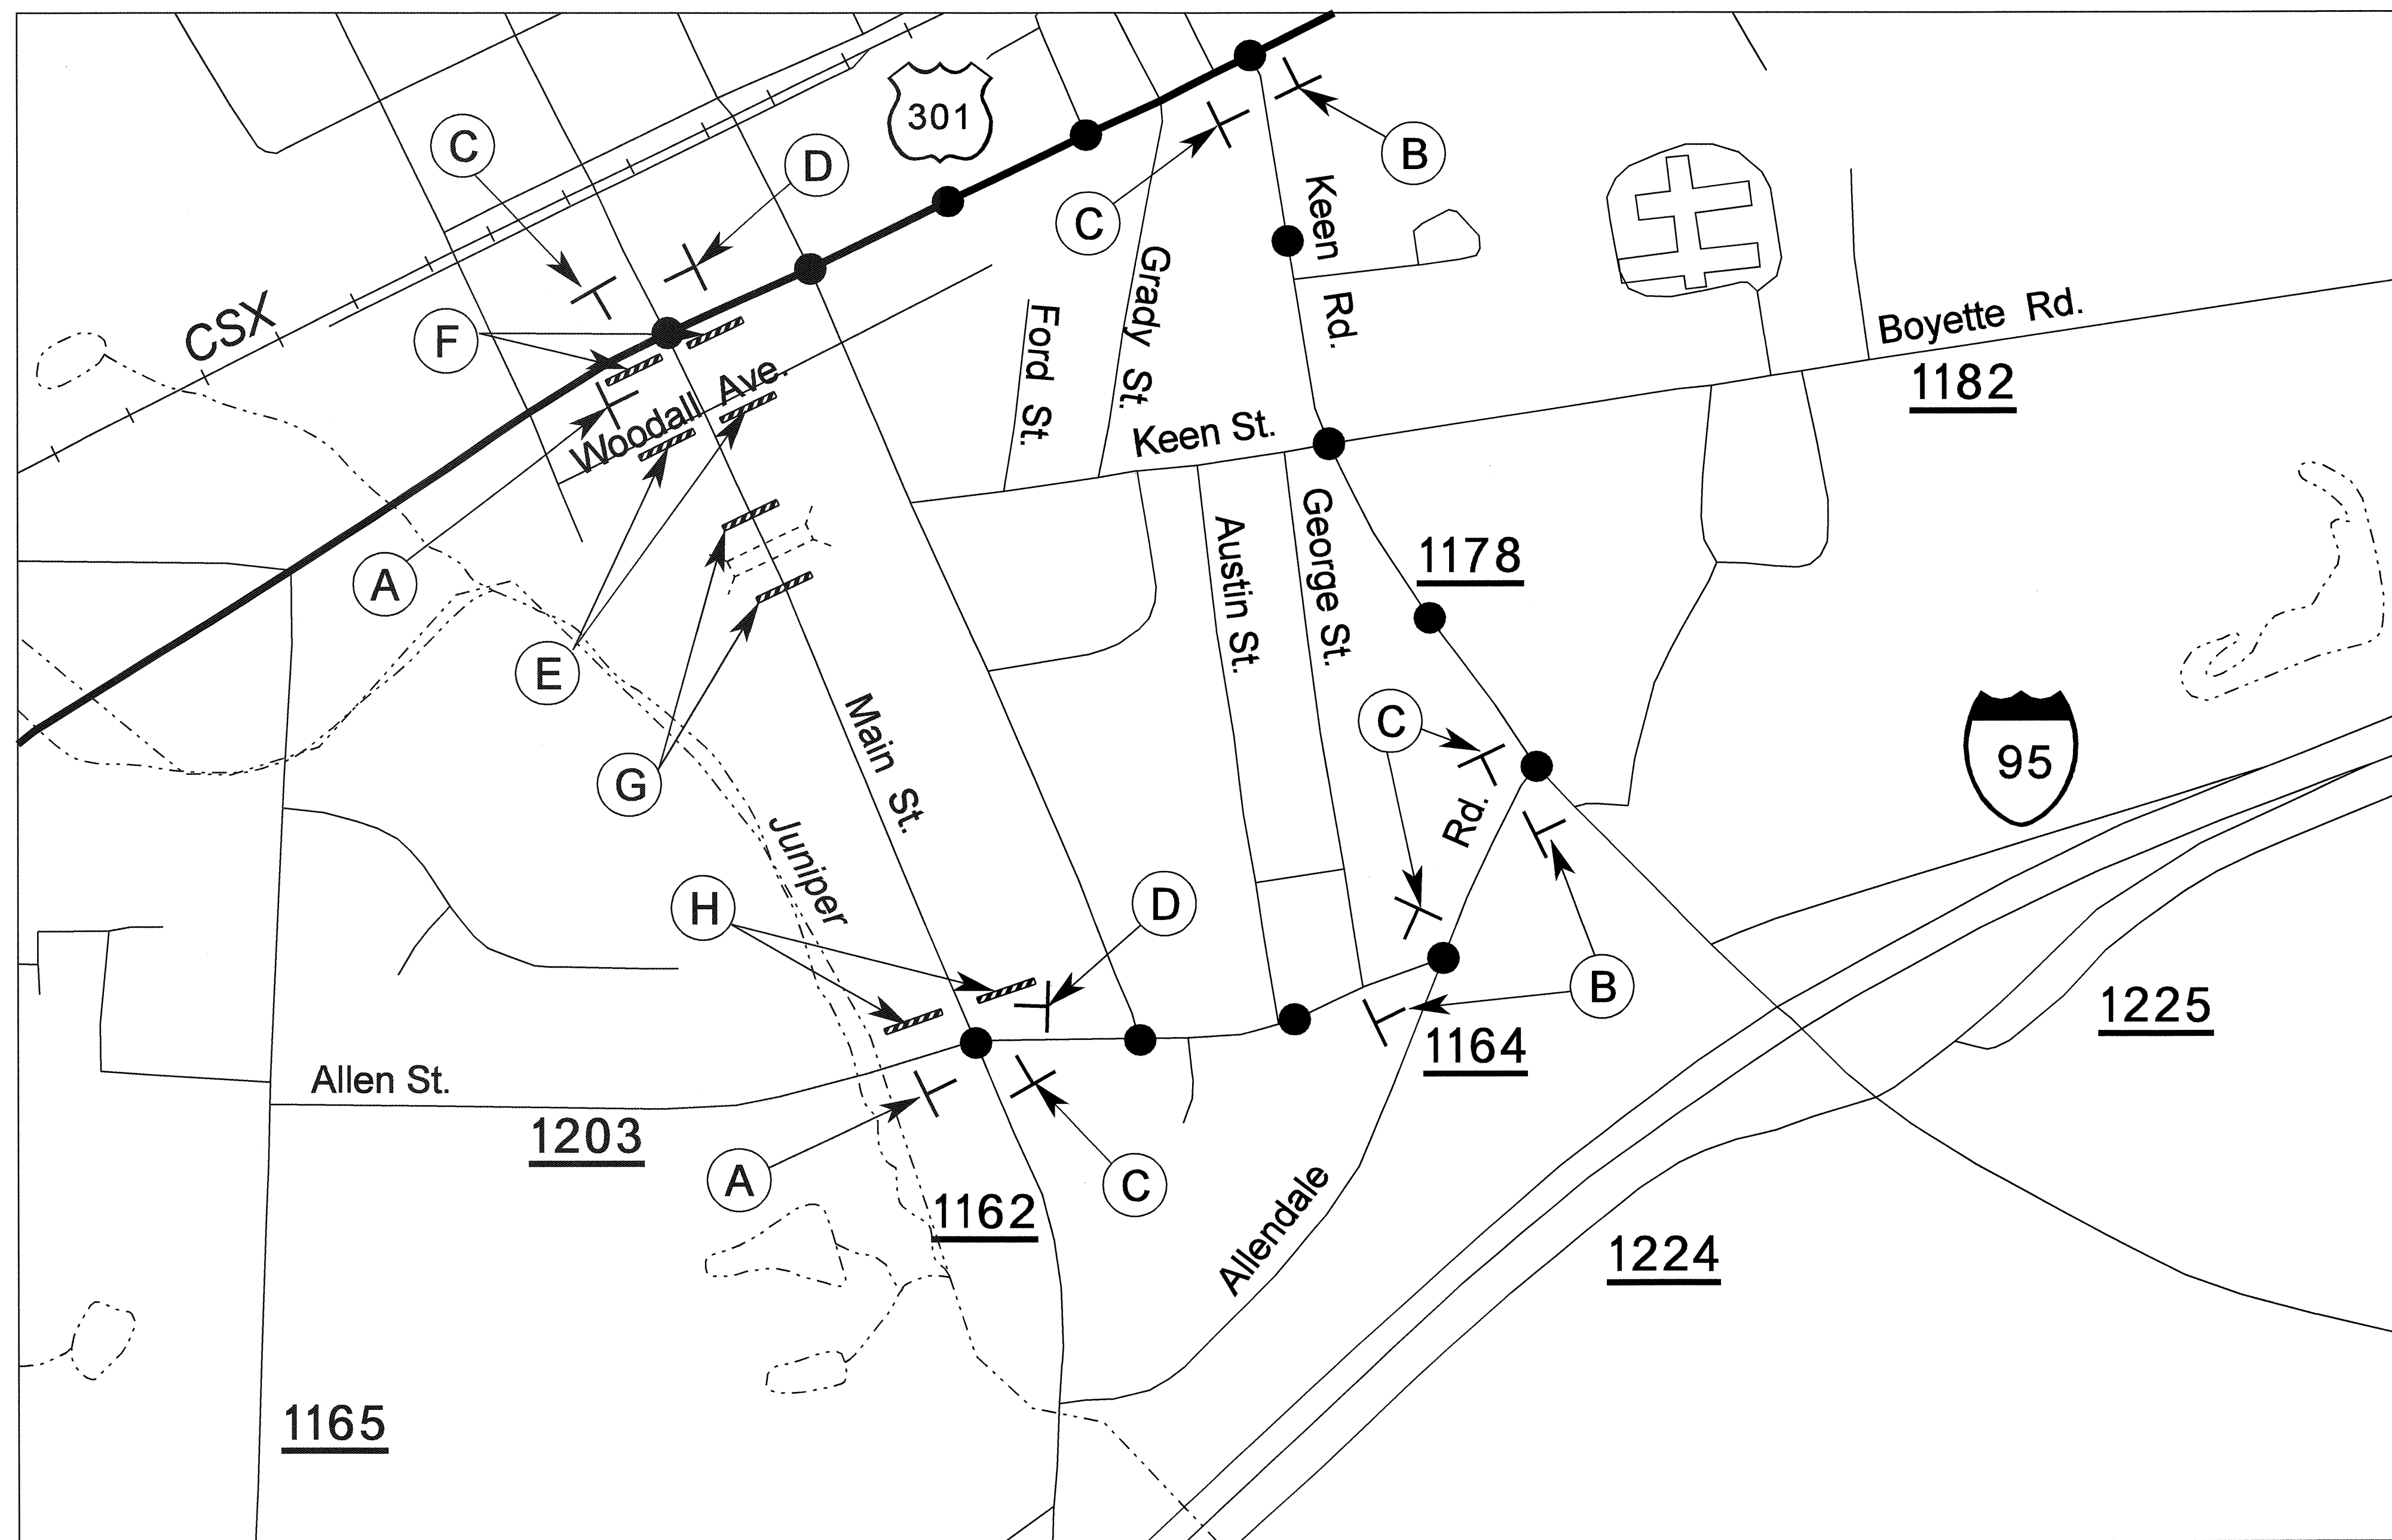 C
D
301
B
C
Keen Rd.
CSX
F
Grady St.
Ford St.
Boyette Rd.
1182
Woodall Ave.
Keen St.
A
1178
Austin St.
George St.
E
Main St.
C
95
G
Rd.
Juniper
H
D
B
1225
1164
Allen St.
1203
A
C
1162
Allendale
1224
1165